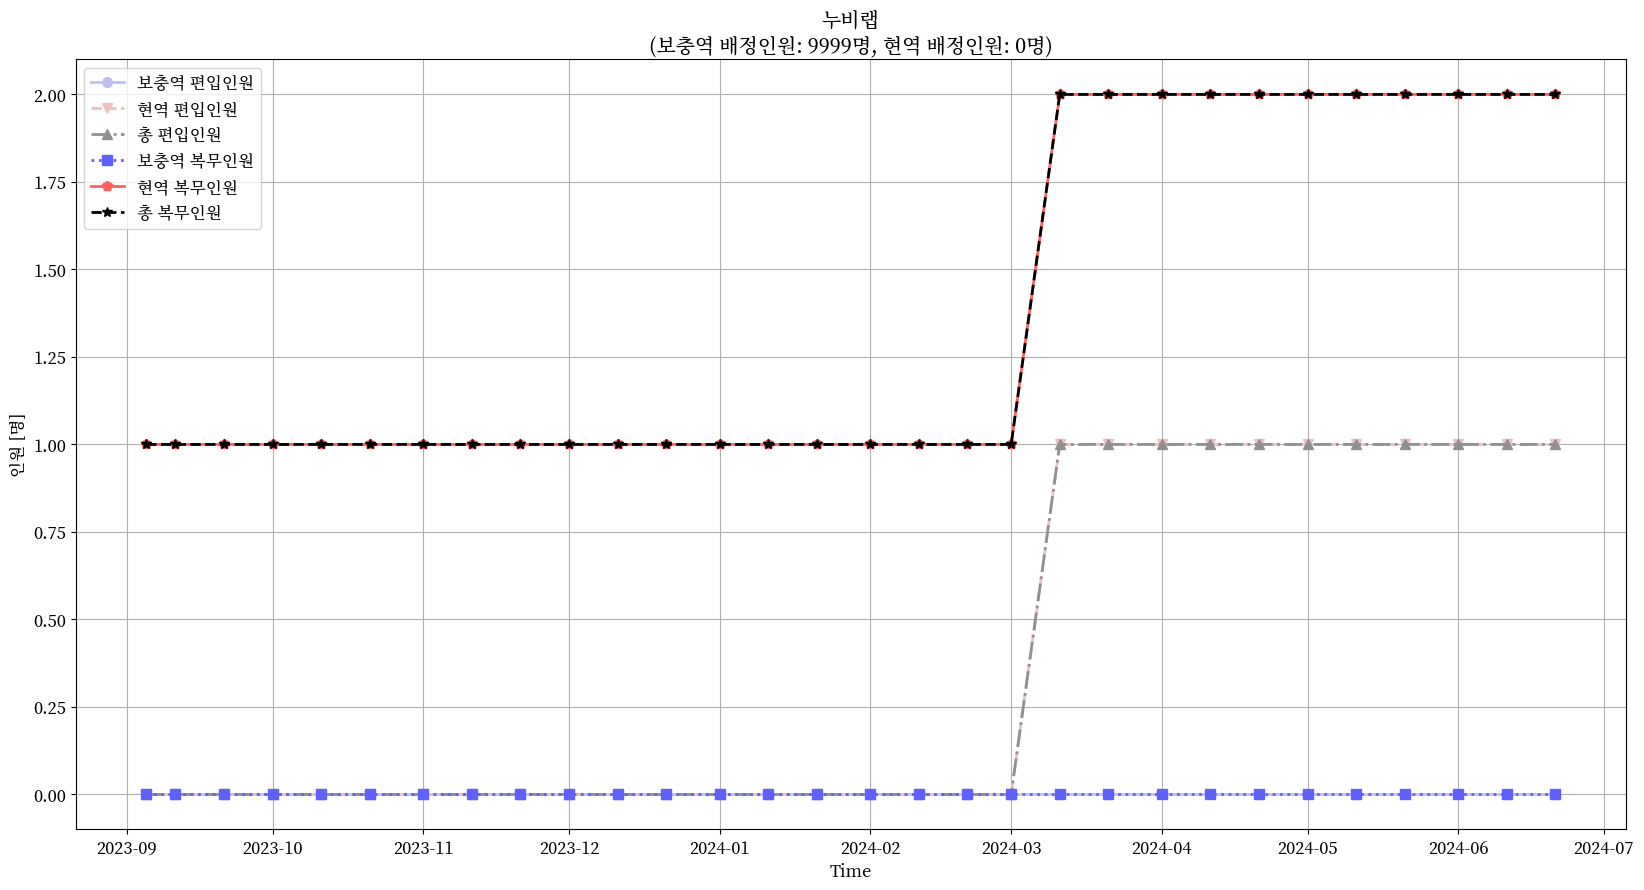 누비랩
(보충역 배정인원: 9999명, 현역 배정인원: 0명)
보충역 편입인원
현역 편입인원
총 편입인원
보충역 복무인원
현역 복무인원
총 복무인원
2.00
1.75
1.50
1.25
1.00
0.75
0.50
0.25
0.00
인원 [명]
2023-09 2023-10 2023-11 2023-12 2024-01 2024-02 2024-03 2024-04 2024-05 2024-06 2024-07
Time